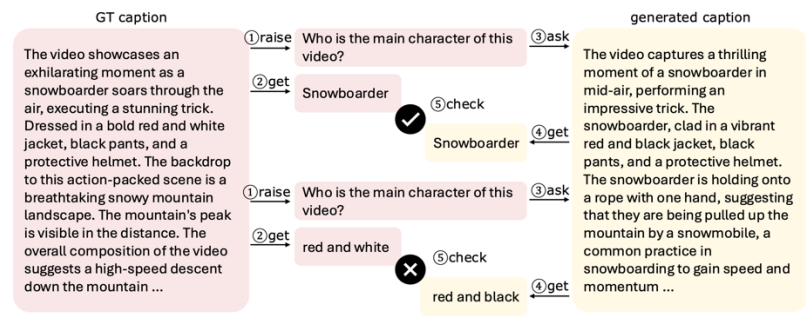 GT caption
generated caption
The video showcases an
exhilarating moment as a
snowboarder soars through the
air, executing a stunning trick.
Dressed in a bold red and white
jacket, black pants, and a
protective helmet. The backdrop
to this action-packed scene is a
breathtaking snowy mountain
landscape. The mountain's peak
is visible in the distance. The
overall composition of the video
suggests a high-speed descent
down the mountain ...
①raise
Who is the main character of this
video?
③ask
②get
Snowboarder
⑤check
Snowboarder
④get
①raise
Who is the main character of this
video?
③ask
②get
red and white
⑤check
red and black
④get
The video captures a thrilling
moment of a snowboarder in
mid-air, performing an
impressive trick. The
snowboarder, clad in a vibrant
red and black jacket, black
pants, and a protective helmet.
The snowboarder is holding onto
a rope with one hand, suggesting
that they are being pulled up the
mountain by a snowmobile, a
common practice in
snowboarding to gain speed and
momentum ...